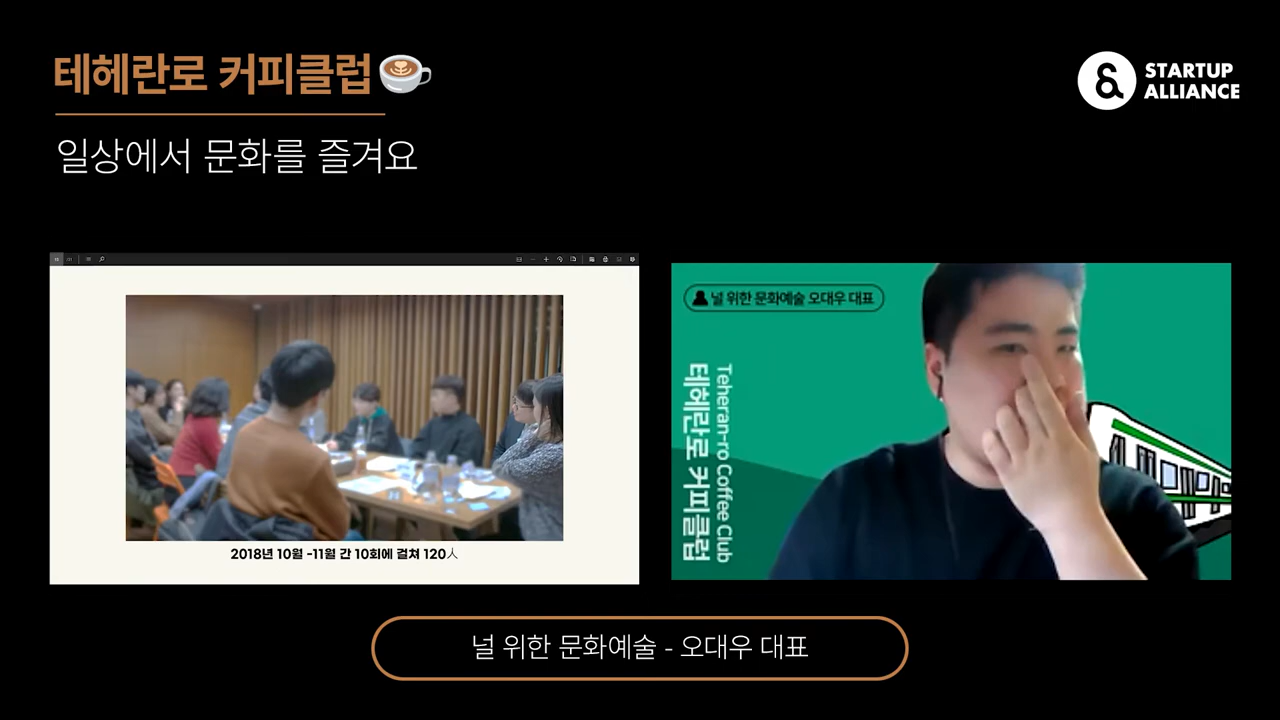 테헤란로 커피클럽
STARTUP
ALLIANCE
일상에서 문화를 즐겨요
2018년 10월 -11월 간 10회에 걸쳐 120人
널 위한 문화예술 오대우 대표
Teheran-ro Coffee Club
테헤란로 커피클럽
널 위한 문화예술 - 오대우 대표